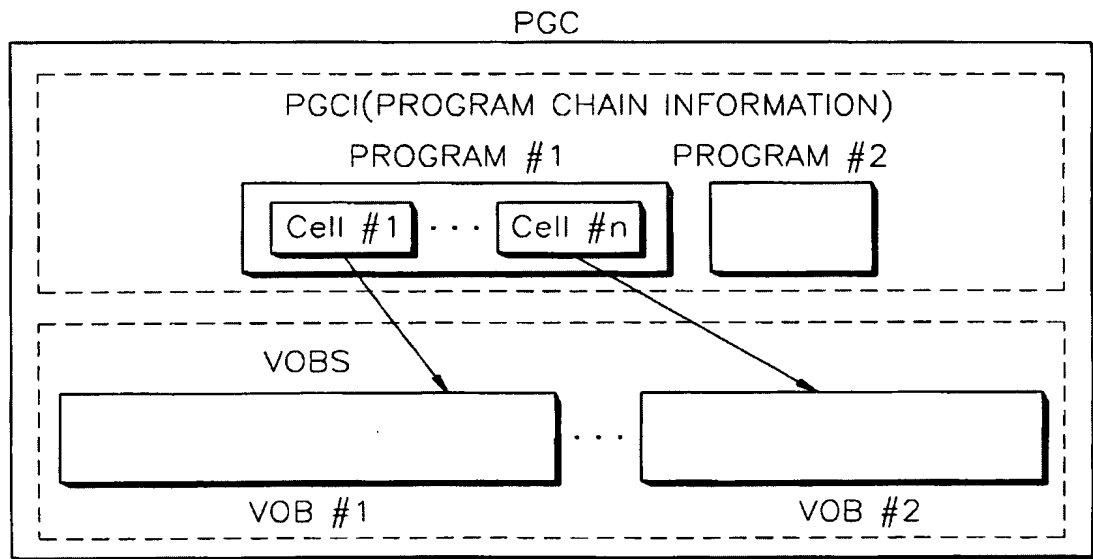 PGC
PGCI(PROGRAM CHAIN INFORMATION)
PROGRAM #1 PROGRAM #2
Cell #1 ... Cell #n
VOBS
...
VOB #1 VOB #2